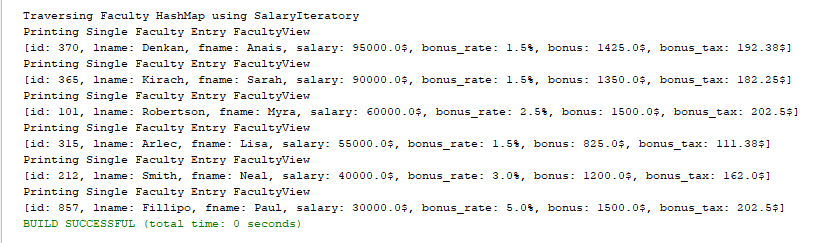 Traversing Faculty HashMap using SalaryIteratory
Printing Single Faculty Entry FacultyView
[id: 370, lname: Denkan, fname: Anais, salary: 95000.0$, bonus_rate: 1.5%, bonus: 1425.0$, bonus_tax: 192.38$]
Printing Single Faculty Entry FacultyView
[id: 365, lname: Kirach, fname: Sarah, salary: 90000.0$, bonus_rate: 1.5%, bonus: 1350.0$, bonus_tax: 182.25$]
Printing Single Faculty Entry FacultyView
[id: 101, lname: Robertson, fname: Myra, salary: 60000.0$, bonus_rate: 2.5%, bonus: 1500.0$, bonus_tax: 202.5$]
Printing Single Faculty Entry FacultyView
[id: 315, lname: Arlec, fname: Lisa, salary: 55000.0$, bonus_rate: 1.5%, bonus: 825.0$, bonus_tax: 111.38$]
Printing Single Faculty Entry FacultyView
[id: 212, lname: Smith, fname: Neal, salary: 40000.0$, bonus_rate: 3.0%, bonus: 1200.0$, bonus_tax: 162.0$]
Printing Single Faculty Entry FacultyView
[id: 857, lname: Fillipo, fname: Paul, salary: 30000.0$, bonus_rate: 5.0%, bonus: 1500.0$, bonus_tax: 202.5$]
BUILD SUCCESSFUL (total time: 0 seconds)